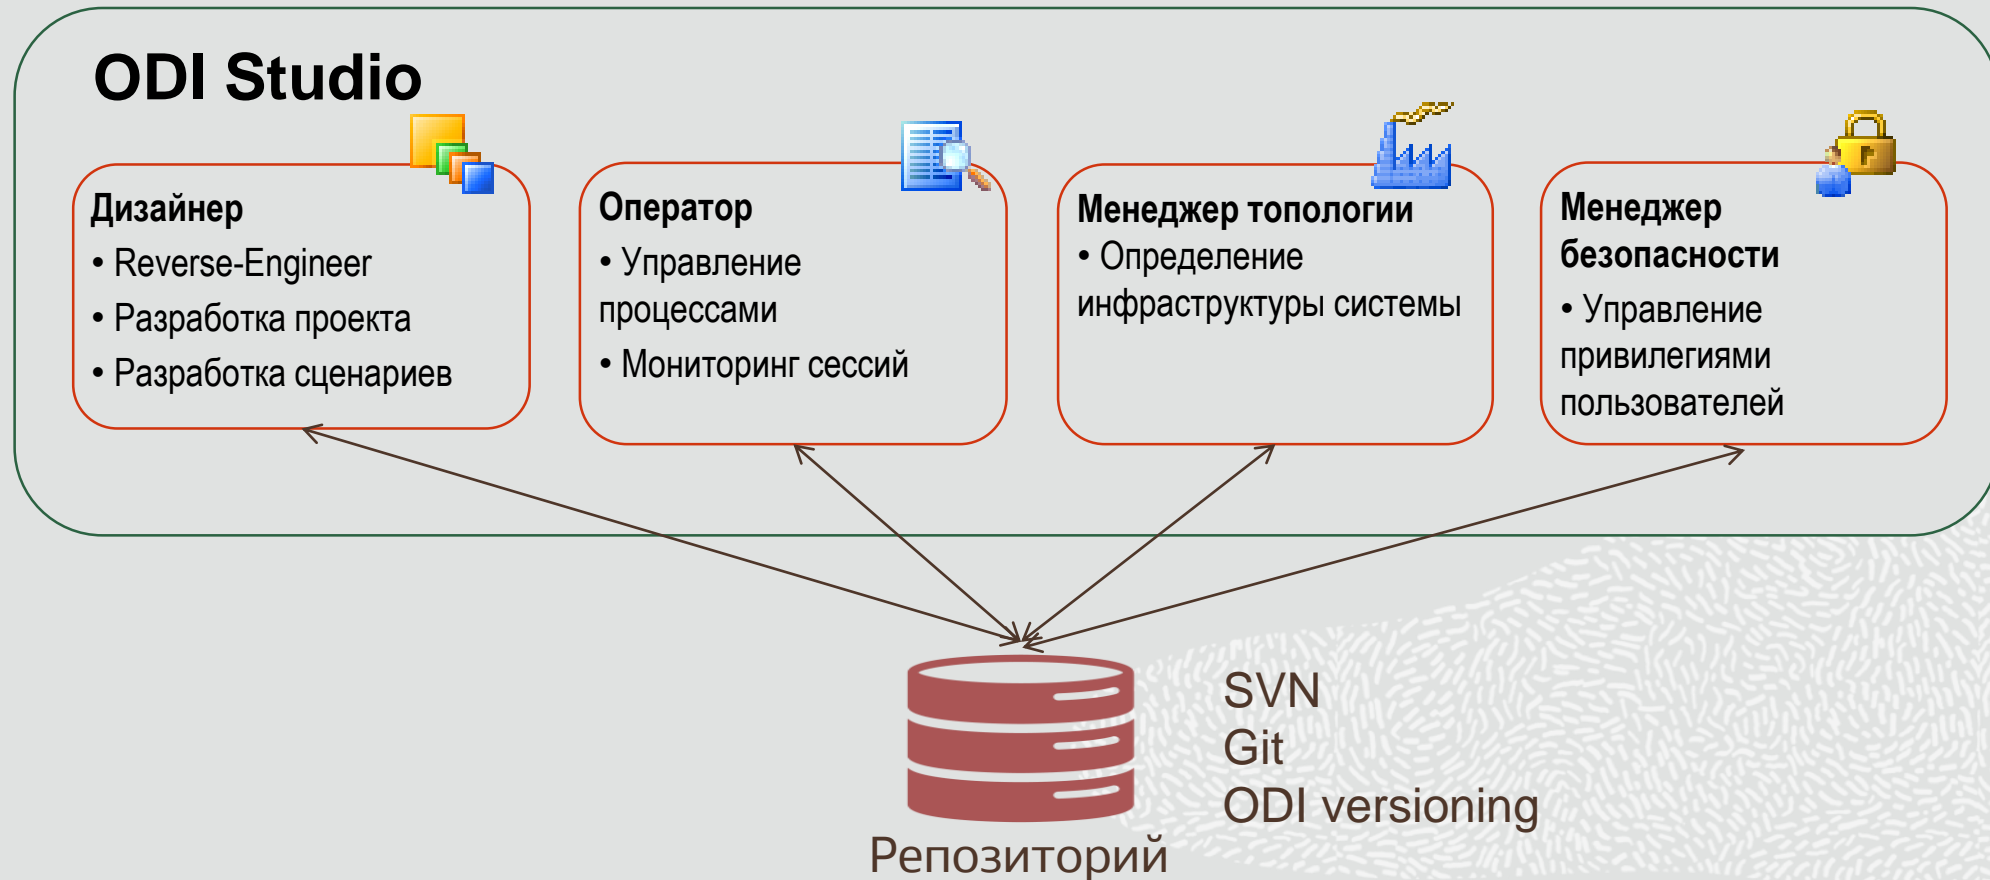 ODI Studio
Дизайнер
• Reverse-Engineer
• Разработка проекта
• Разработка сценариев
Оператор
• Управление
процессами
• Мониторинг сессий
Менеджер топологии
• Определение
инфраструктуры системы
Менеджер
безопасности
• Управление
привилегиями
пользователей
SVN
Git
ODI versioning
Репозиторий